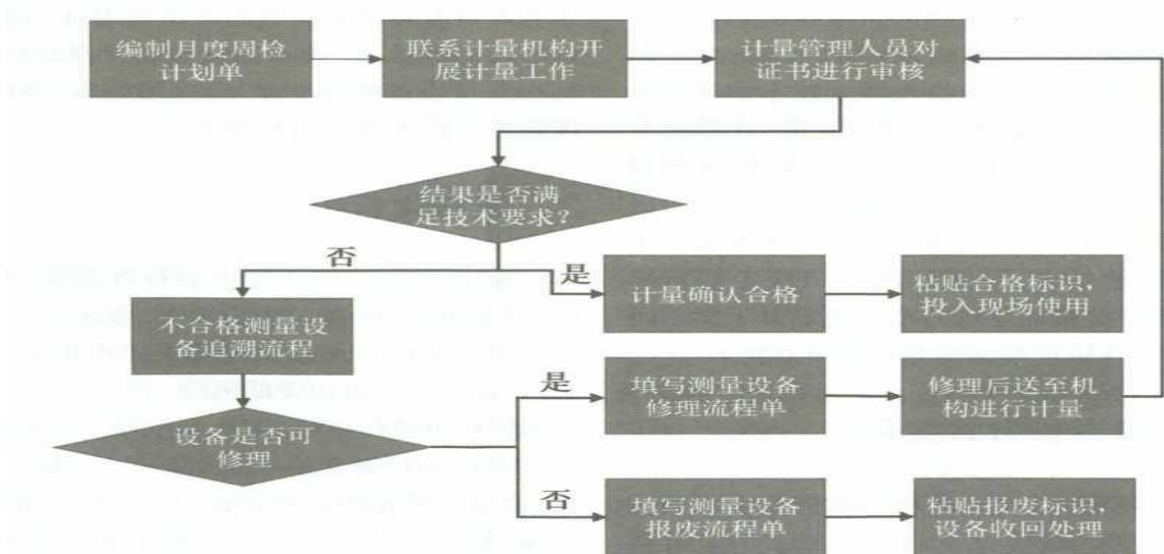 编制月度周检
计划单
联系计量机构开
展计量工作
计量管理人员对
证书进行审核
结果是否满
足技术要求？
否
是
计量确认合格
粘贴合格标识，
投入现场使用
不合格测量设
备追溯流程
是
填写测量设备
修理流程单
修理后送至机
构进行计量
设备是否可
修理
否
填写测量设备
报废流程单
粘贴报废标识，
设备收回处理